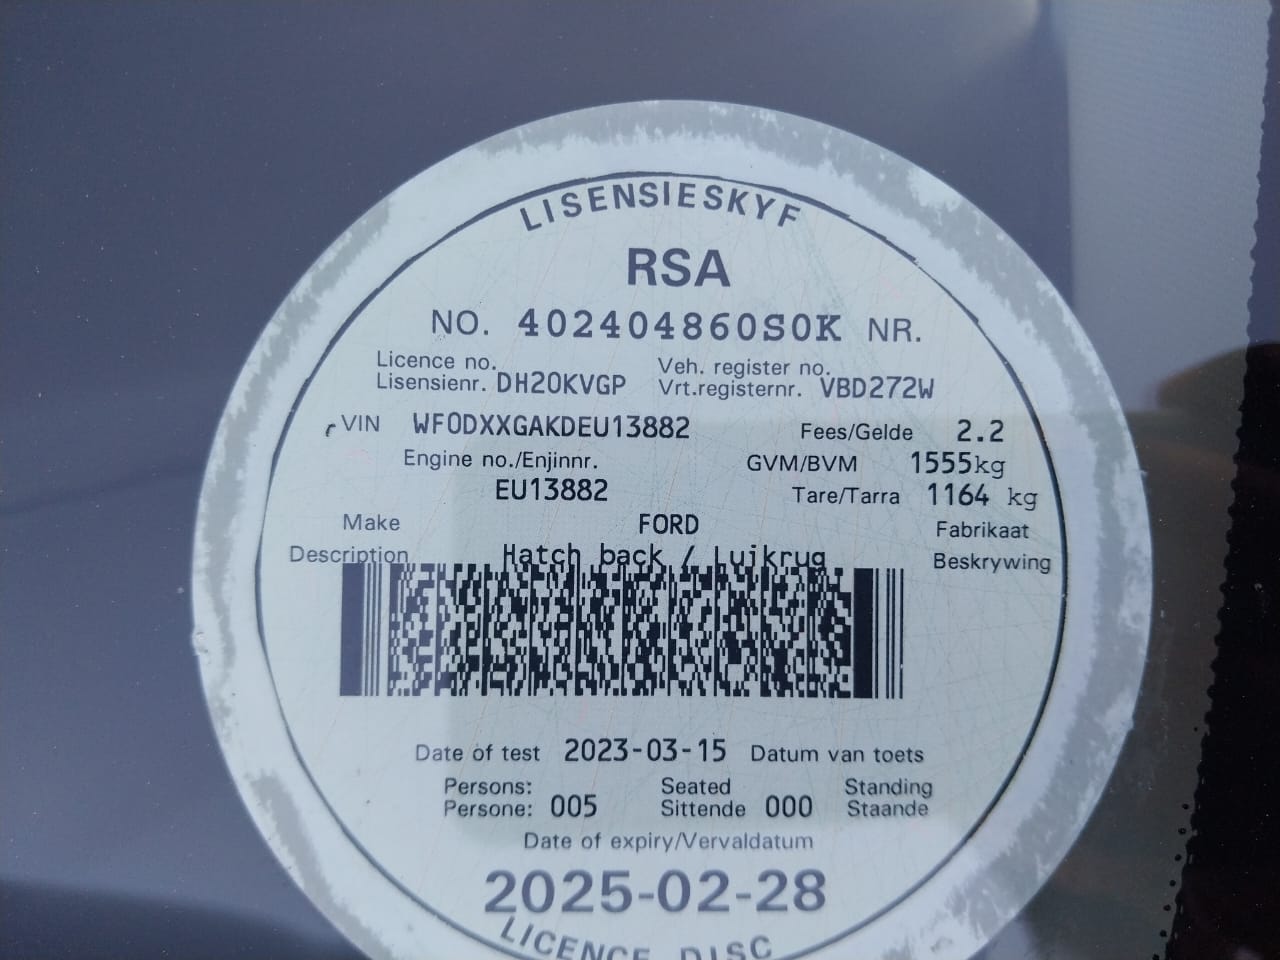 LISENSIESKYF
RSA
NO. 402404860S0K NR.
Licence no. Veh. register no.
Lisensienr. DH20KVGP Vrt.registernr. VBD272W
VIN WF0DXXGAKDEU13882 Fees/Gelde 2.2
Engine no./Enjinnr. GVM/BVM 1555kg
EU13882 Tare/Tarra 1164 kg
Make FORD Fabrikaat
Description Hatch back / Luikrug Beskrywing
Date of test 2023-03-15 Datum van toets
Persons: Seated Standing
Persone: 005 Sittende 000 Staande
Date of expiry/Vervaldatum
2025-02-28
LICENCE DISC